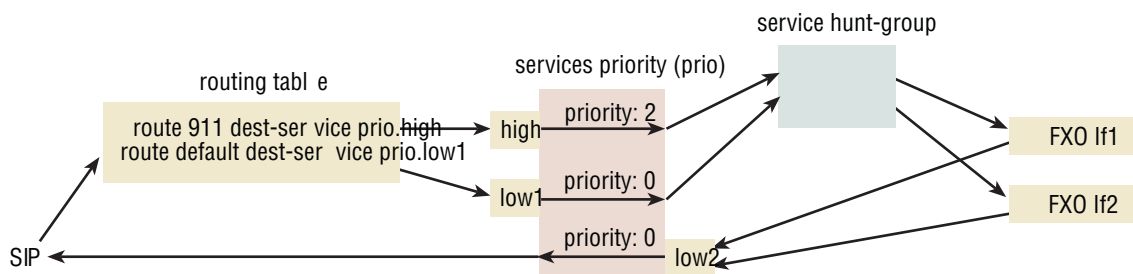 service hunt-group
services priority (prio)
routing tabl e
route 911 dest-ser vice prio.high
route default dest-ser vice prio.low1
high
priority: 2
low1
priority: 0
FXO If1
FXO If2
priority: 0
low2
SIP